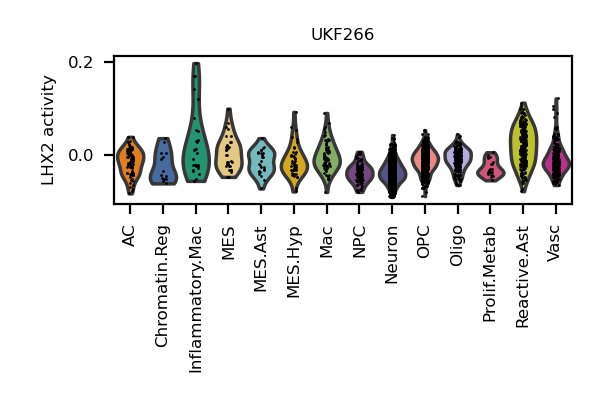 UKF266
LHX2 activity
0.2
0.0
AC
Chromatin.Reg
Inflammatory.Mac
MES
MES.Ast
MES.Hyp
Mac
NPC
Neuron
OPC
Oligo
Prolif.Metab
Reactive.Ast
Vasc